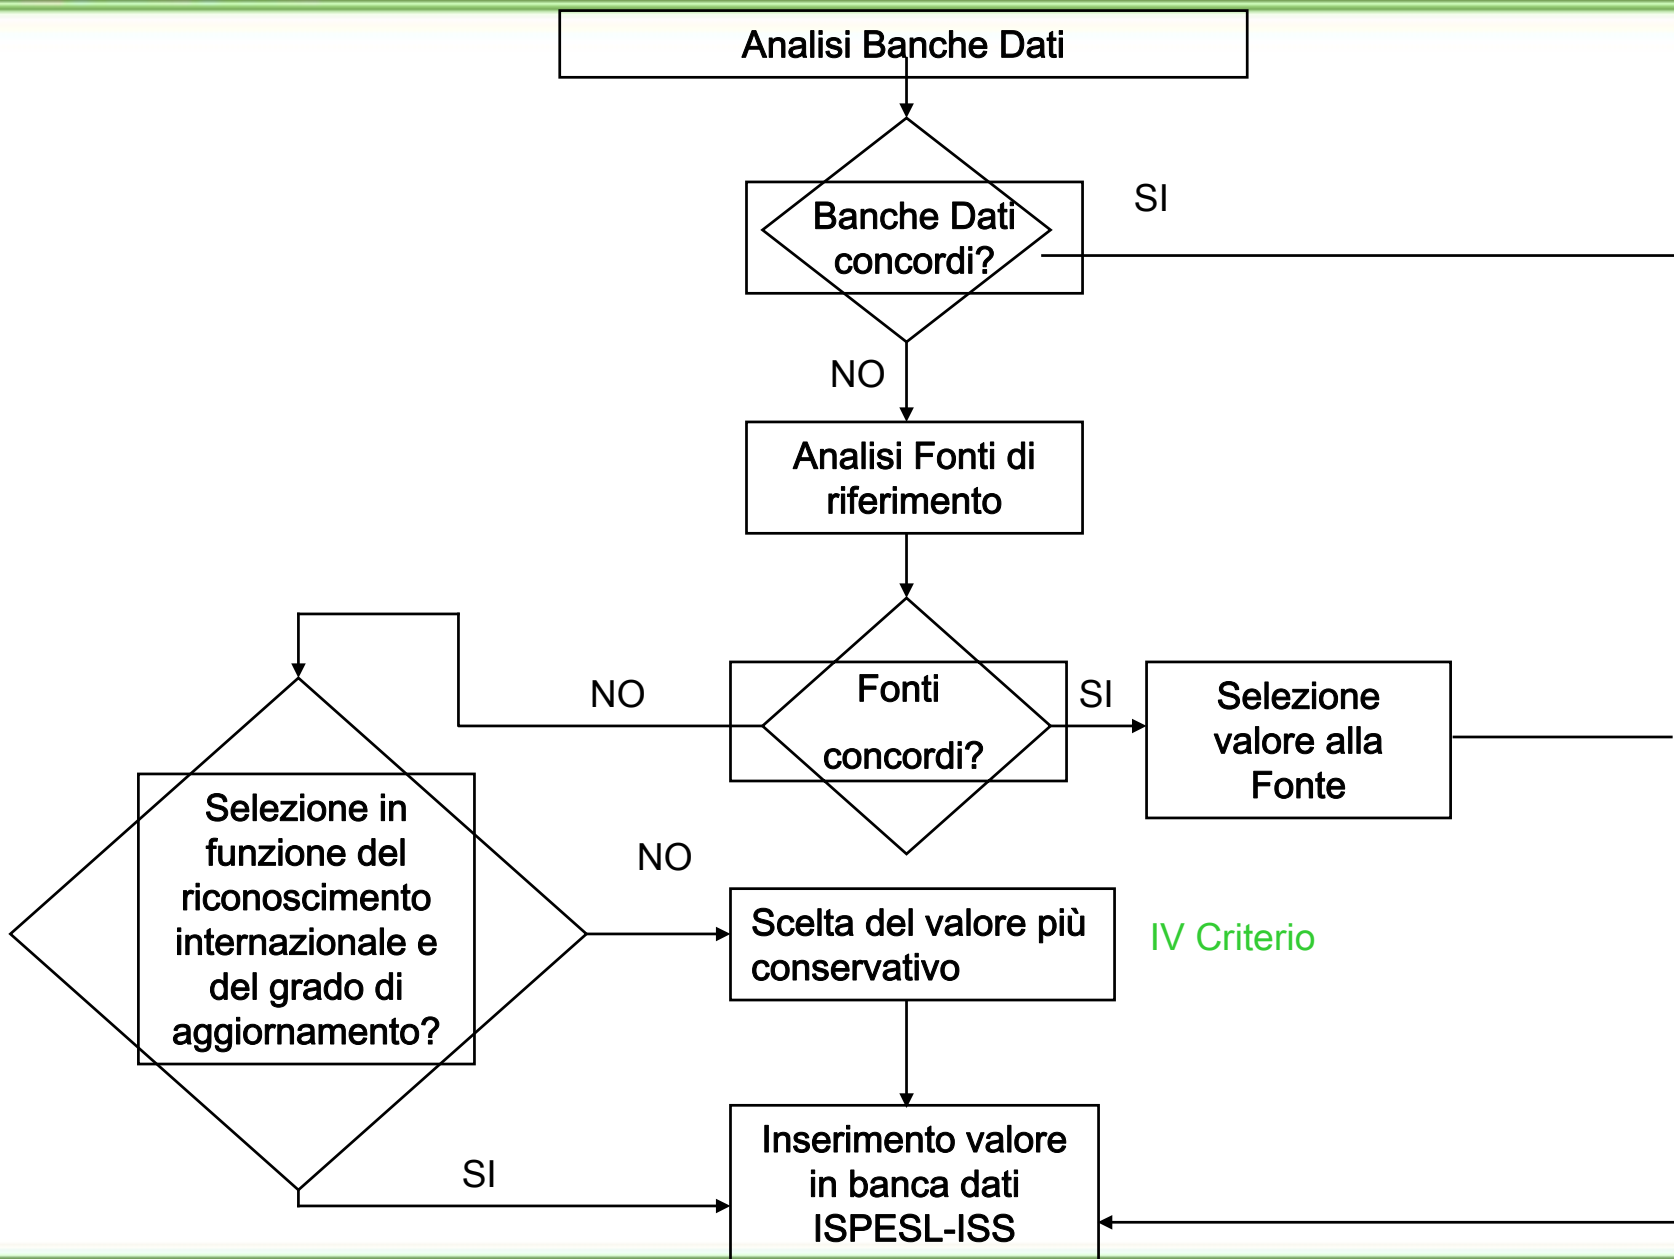 Analisi Banche Dati
SI
Banche Dati
concordi?
NO
Analisi Fonti di
riferimento
NO
Fonti
concordi?
SI
Selezione
valore alla
Fonte
Selezione in
funzione del
riconoscimento
internazionale e
del grado di
aggiornamento?
NO
Scelta del valore più
conservativo
IV Criterio
SI
Inserimento valore
in banca dati
ISPESL-ISS